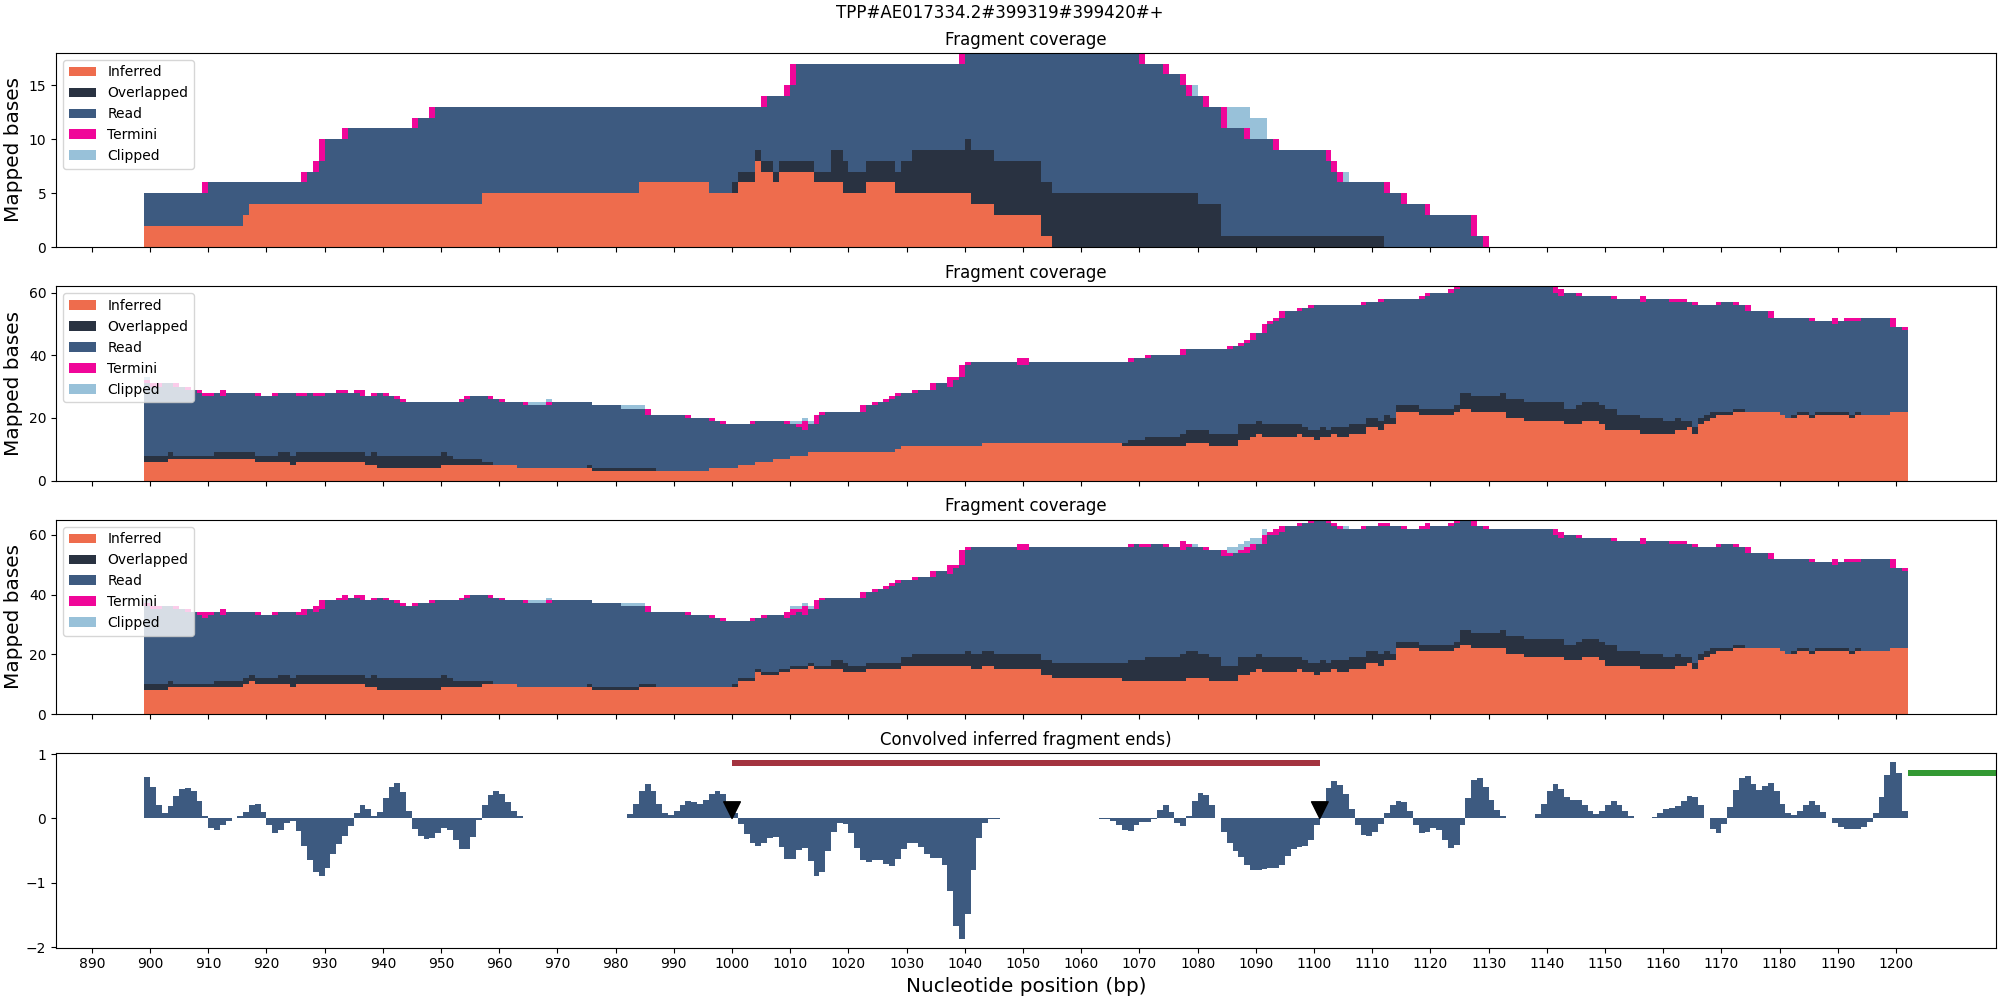 TPP#AE017334.2#399319#399420#+
Fragment coverage
Mapped bases
15
10
5
0
Inferred
Overlapped
Read
Termini
Clipped
Fragment coverage
Mapped bases
60
40
20
0
Inferred
Overlapped
Read
Termini
Clipped
Fragment coverage
Mapped bases
60
40
20
0
Inferred
Overlapped
Read
Termini
Clipped
Convolved inferred fragment ends)
1
0
−1
−2
890 900 910 920 930 940 950 960 970 980 990 1000 1010 1020 1030 1040 1050 1060 1070 1080 1090 1100 1110 1120 1130 1140 1150 1160 1170 1180 1190 1200
Nucleotide position (bp)